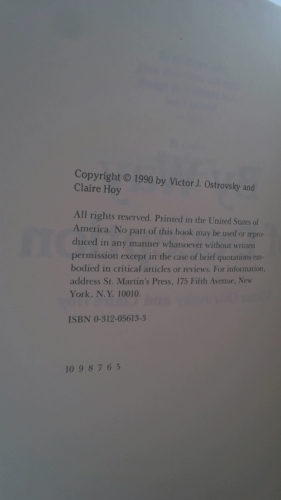 Copyright © 1990 by Victor J. Ostrovsky and
Claire Hoy
All rights reserved. Printed in the United States of
America. No part of this book may be used or repro-
duced in any manner whatsoever without written
permission except in the case of brief quotations em-
bodied in critical articles or reviews. For information,
address St. Martin's Press, 175 Fifth Avenue, New
York, N.Y. 10010.
ISBN 0-312-05613-3
10 9 8 7 6 5